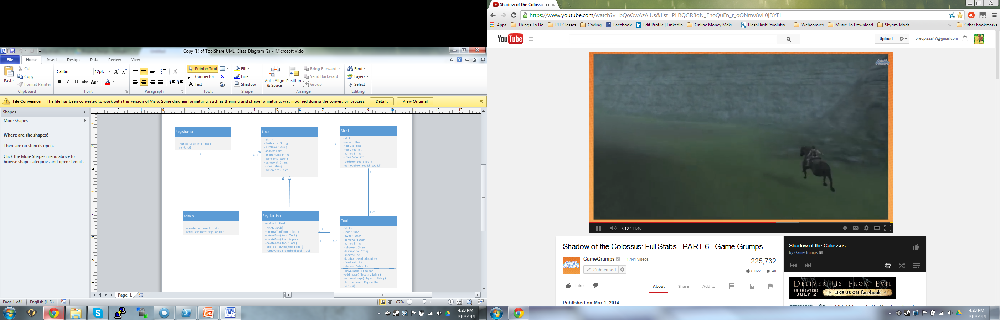 Copy (1) of ToolShare_UML_Class_Diagram (2) - Microsoft Visio
File Home Insert Design Data Review View
Paste
Cut
Copy
Format Painter
Clipboard
Calibri 12pt.
Font
Paragraph
Pointer Tool
Connector
Text
Tools
Fill
Line
Shadow
Shape
Auto Align & Space
Position
Bring Forward
Send Backward
Group
Arrange
Find
Layers
Select
Editing
File Conversion The file has been converted to work with this version of Visio. Some diagram formatting, such as theming and shape formatting, was modified during the conversion process. Details View Original
Shapes
More Shapes
Where are the shapes?
There are no stencils open.
Click the More Shapes menu above to
browse shape categories and open stencils.
Registration
+registerUser( info : dict )
-validate()
1
0...1
User
-id : int
-firstName : String
-lastName : String
-address : dict
-phoneNum : String
-username : String
-password : String
-email : String
-preferences : dict
Shed
-id : int
-owner : User
-toolList : dict
-toolLimit : int
-name : String
-shareZone : int
+addTool( tool : Tool )
+removeTool( toolId : toolId )
1
1
0..*
Admin
+deleteUser( userid : int )
+editUser( user : RegularUser )
RegularUser
-myShed : Shed
+createShed()
+borrowTool( tool : Tool )
+returnTool( tool : Tool )
+createTool( info : tuple )
+deleteTool( tool : Tool )
+addToolToShed( tool : Tool )
+removeToolFromShed( tool : Tool )
1
1
0..*
Tool
-id : int
-shed : Shed
-owner : User
-borrower : User
-name : String
-category : String
-description : String
-images : list
-dateBorrowed : datetime
-timeLimit : int
-blackoutDates : list
+isAvailable() : boolean
+addImage( filepath : String )
+removeImage( filepath : String )
+borrow( user : RegularUser )
+return()
Page-1
Page 1 of 1 English (U.S.) 67%
4:20 PM
3/10/2014
Shadow of the Colossu
https://www.youtube.com/watch?v=bQoOwAzAlUs&list=PLRQGRBgN_EnoQuFn_r_oONmv8vL0jDYFL
Apps Things To Do RIT Classes Coding Facebook Edit Profile | LinkedIn Online Money Maki... FlashFlashRevolutio... Webcomics Music To Download Skyrim Mods » Other bookmarks
YouTube Upload oreopizza47@gmail.com
GAME GRUMPS
7:13 / 11:40
Shadow of the Colossus: Full Stabs - PART 6 - Game Grumps
GAME GRUMPS
GameGrumps · 1,441 videos
Subscribed
225,732
6,027 40
Like About Share Add to
Published on Mar 1, 2014
Shadow of the Colossus
by GameGrumps
DELIVER US FROM EVIL
IN THEATERS JULY 2
LIKE US ON facebook
4:20 PM
3/10/2014